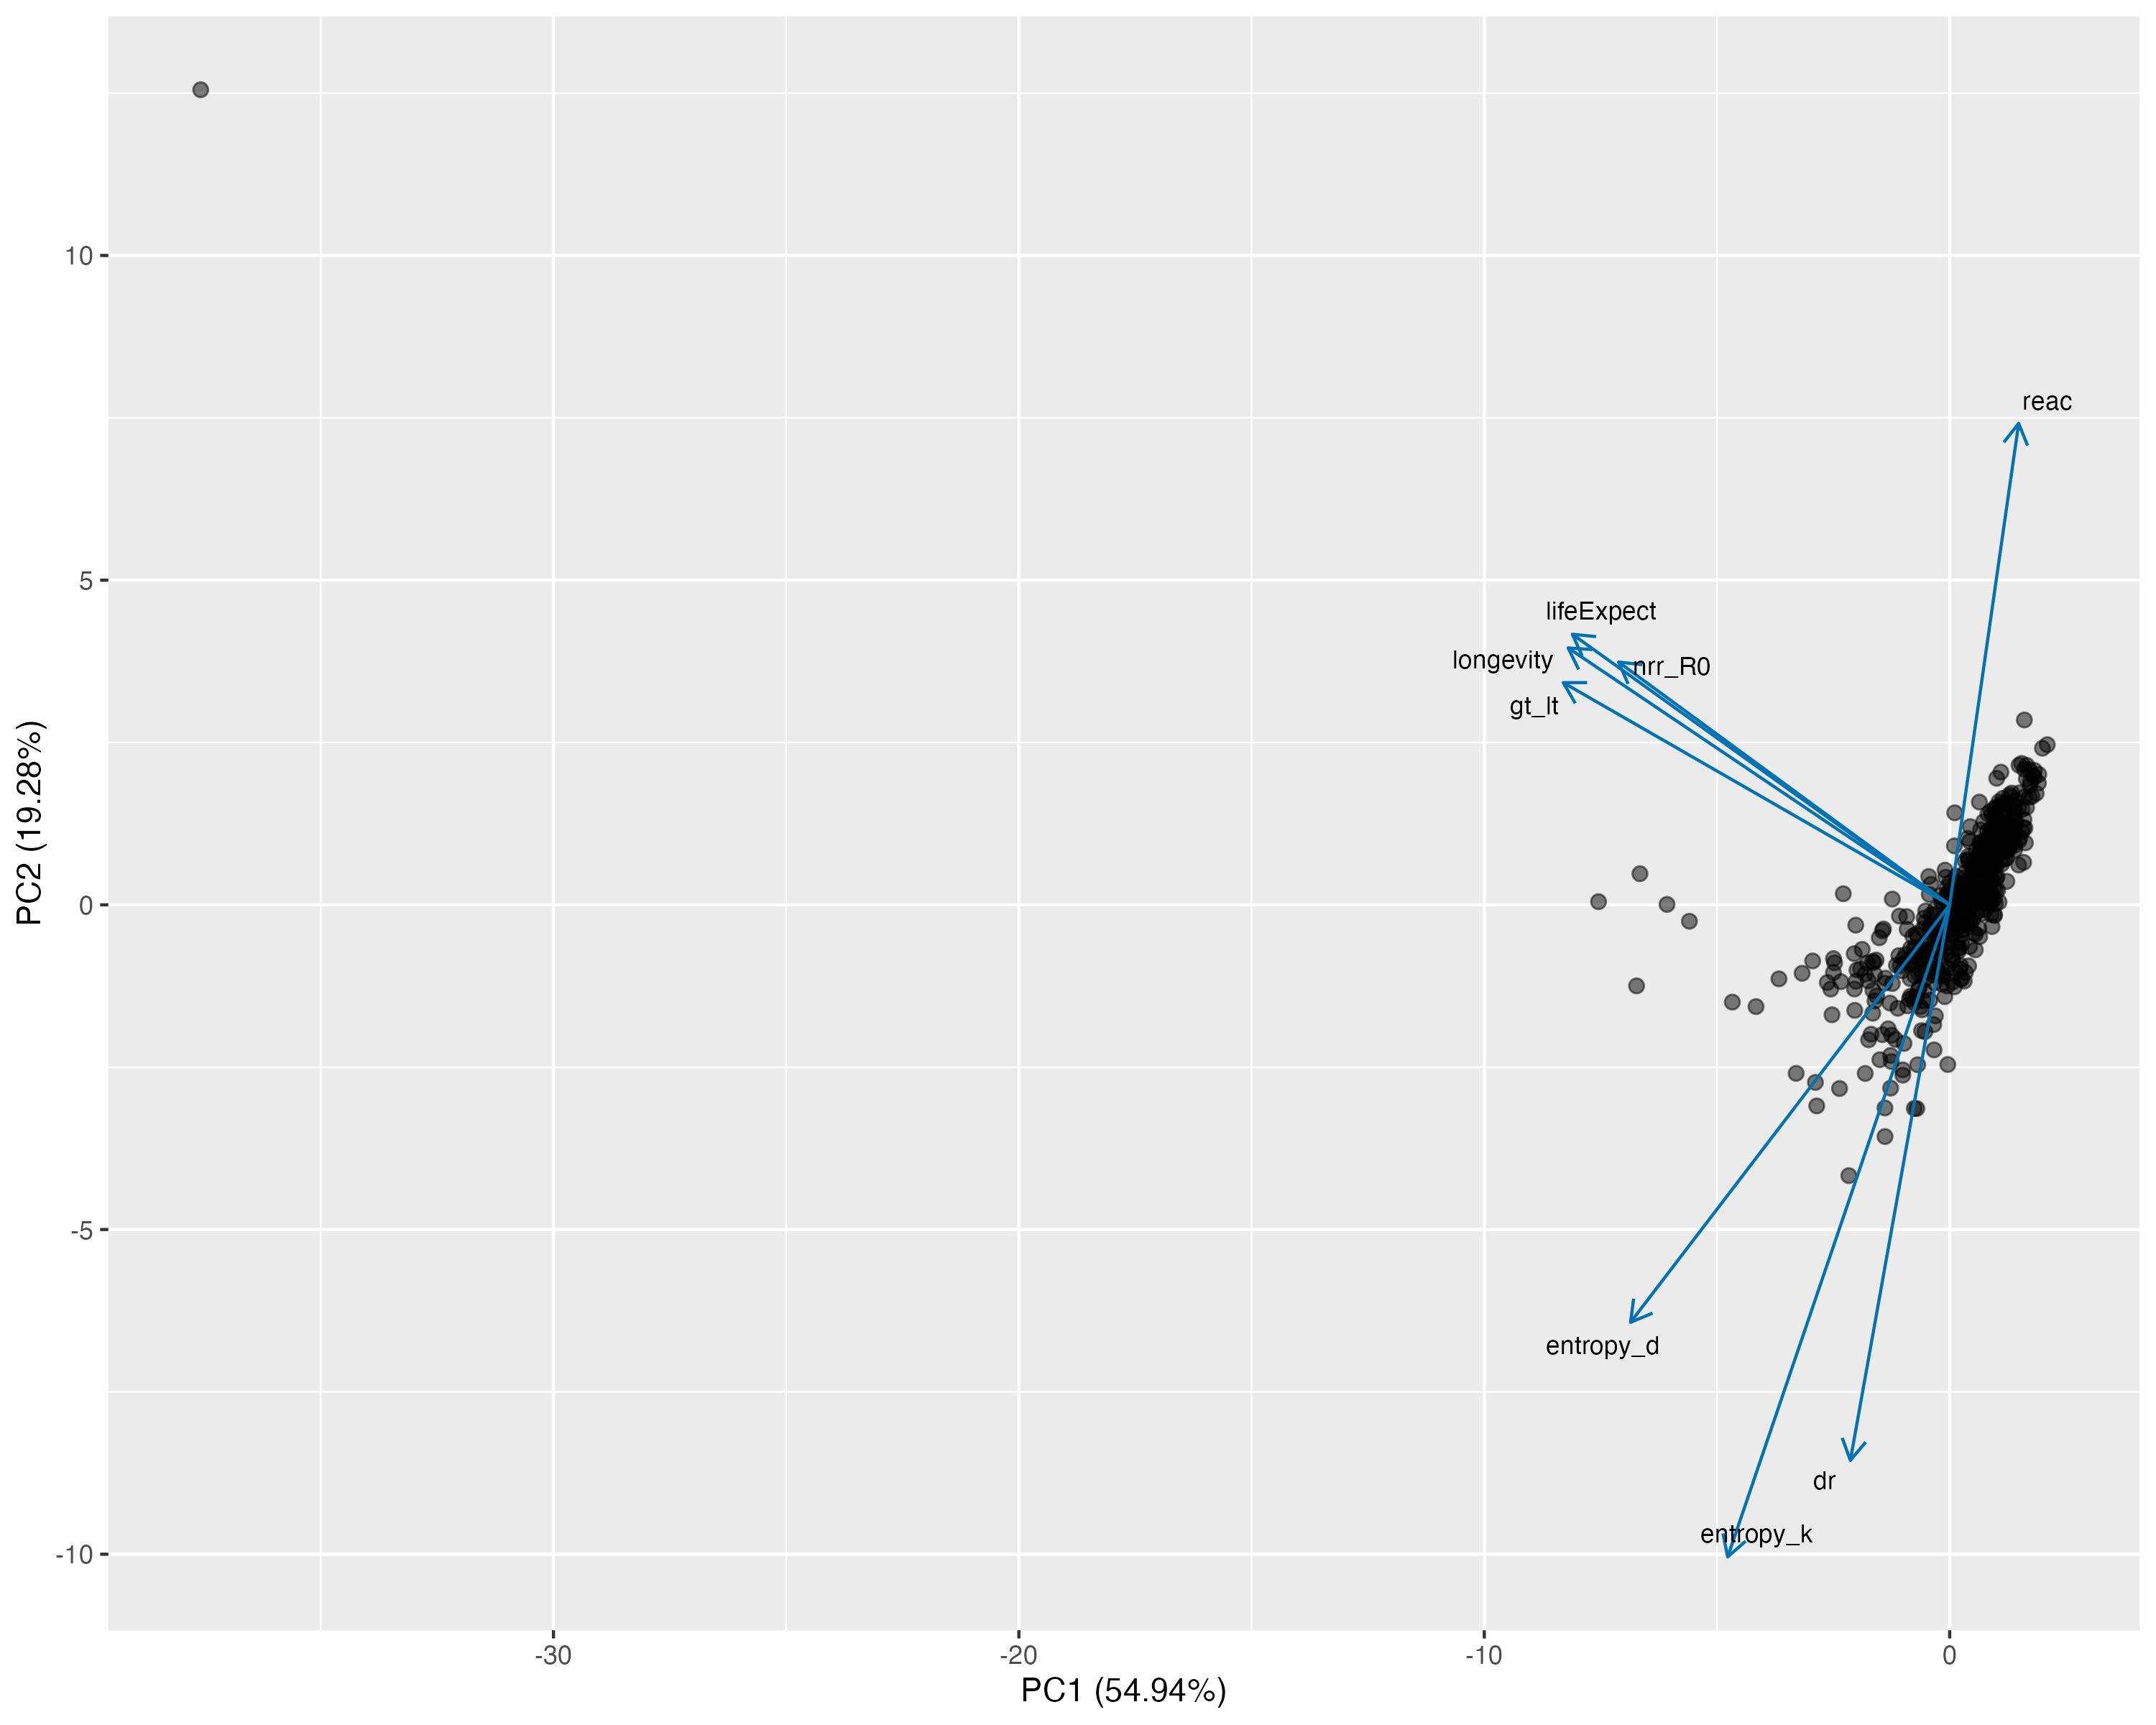 10
5
0
-5
-10
PC2 (19.28%)
reac
lifeExpect
longevity
nrr_R0
gt_lt
entropy_d
dr
entropy_k
-30
-20
-10
0
PC1 (54.94%)